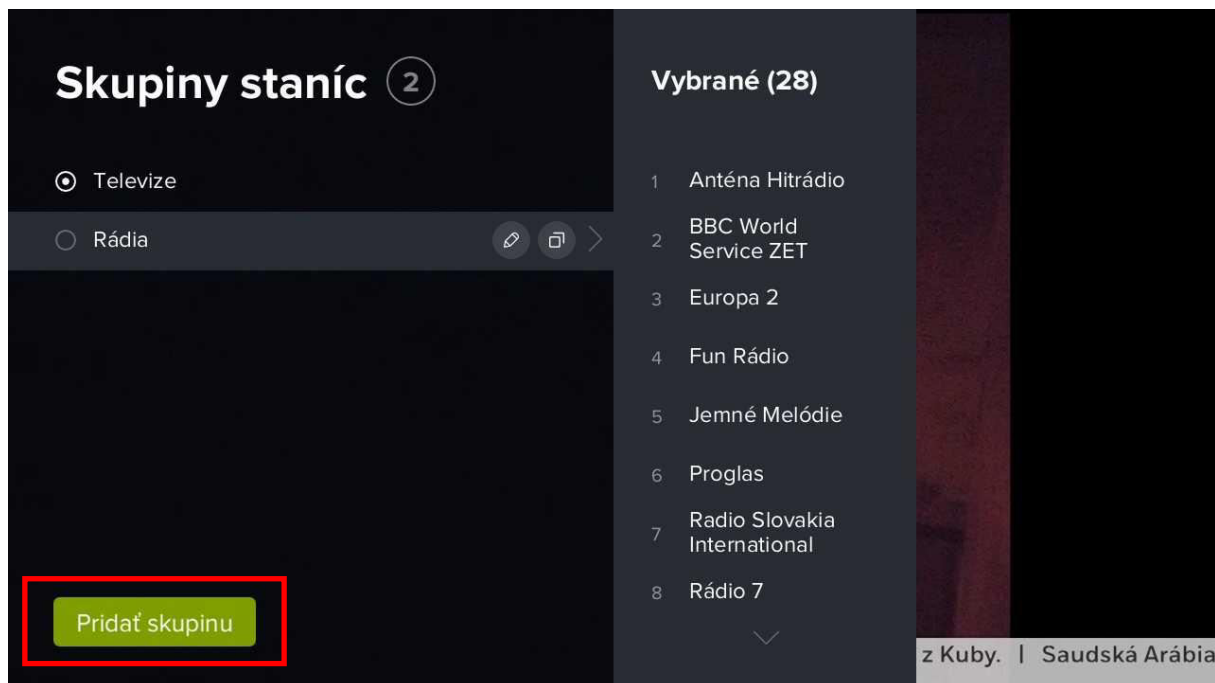 Skupiny staníc 2
Televize
Rádia
Pridať skupinu
Vybrané (28)
1 Anténa Hitrádio
2 BBC World
Service ZET
3 Europa 2
4 Fun Rádio
5 Jemné Melódie
6 Proglas
7 Radio Slovakia
International
8 Rádio 7
z Kuby. | Saudská Arábia